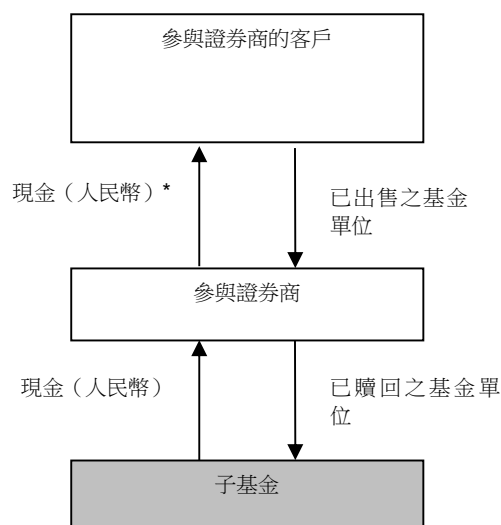 參與證券商的客戶
現金（人民幣）*
已出售之基金
單位
參與證券商
現金（人民幣）
已贖回之基金單
位
子基金